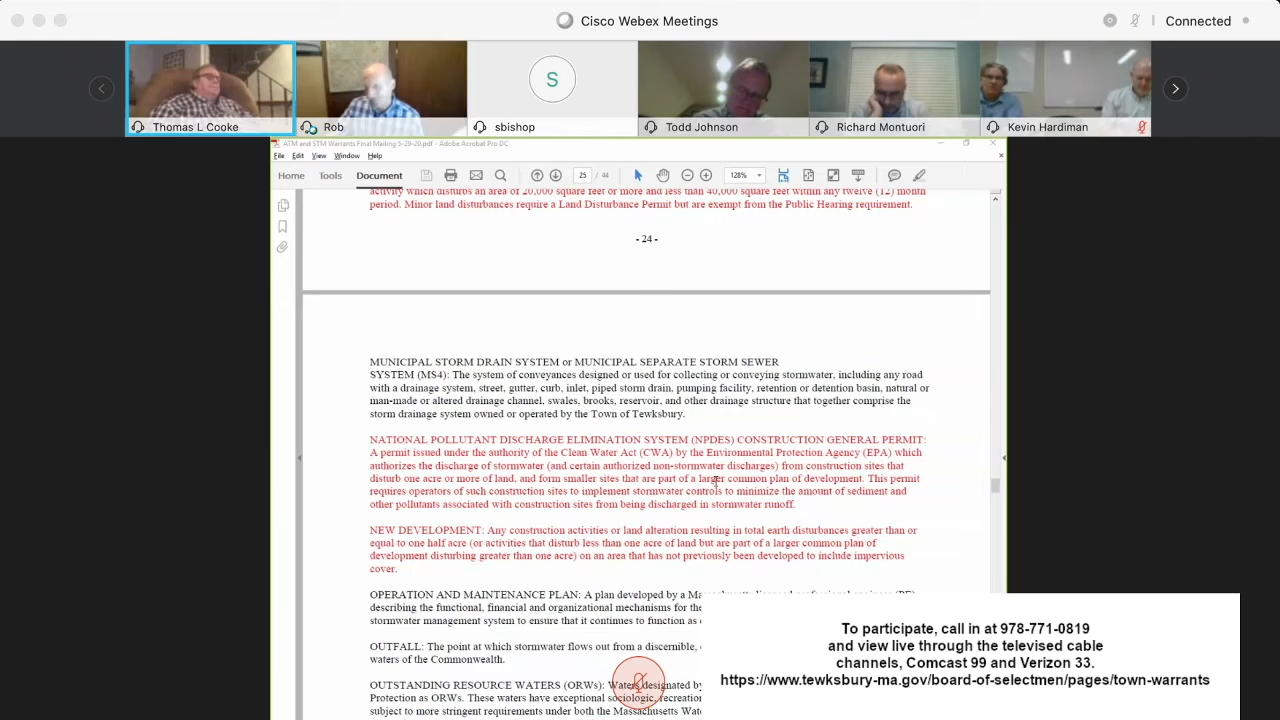 Cisco Webex Meetings
Connected
S
Thomas L Cooke
Rob
sbishop
Todd Johnson
Richard Montuori
Kevin Hardiman
ATM and STM Warrants Final Mailing 5-29-20.pdf - Adobe Acrobat Pro DC
File Edit View Window Help
Home Tools Document 25 / 44 128%
activity which disturbs an area of 20,000 square feet or more and less than 40,000 square feet within any twelve (12) month
period. Minor land disturbances require a Land Disturbance Permit but are exempt from the Public Hearing requirement.
- 24 -
MUNICIPAL STORM DRAIN SYSTEM or MUNICIPAL SEPARATE STORM SEWER
SYSTEM (MS4): The system of conveyances designed or used for collecting or conveying stormwater, including any road
with a drainage system, street, gutter, curb, inlet, piped storm drain, pumping facility, retention or detention basin, natural or
man-made or altered drainage channel, swales, brooks, reservoir, and other drainage structure that together comprise the
storm drainage system owned or operated by the Town of Tewksbury.
NATIONAL POLLUTANT DISCHARGE ELIMINATION SYSTEM (NPDES) CONSTRUCTION GENERAL PERMIT:
A permit issued under the authority of the Clean Water Act (CWA) by the Environmental Protection Agency (EPA) which
authorizes the discharge of stormwater (and certain authorized non-stormwater discharges) from construction sites that
disturb one acre or more of land, and form smaller sites that are part of a larger common plan of development. This permit
requires operators of such construction sites to implement stormwater controls to minimize the amount of sediment and
other pollutants associated with construction sites from being discharged in stormwater runoff.
NEW DEVELOPMENT: Any construction activities or land alteration resulting in total earth disturbances greater than or
equal to one half acre (or activities that disturb less than one acre of land but are part of a larger common plan of
development disturbing greater than one acre) on an area that has not previously been developed to include impervious
cover.
OPERATION AND MAINTENANCE PLAN: A plan developed by a
describing the functional, financial and organizational mechanisms for the
stormwater management system to ensure that it continues to function as
OUTFALL: The point at which stormwater flows out from a discernible,
waters of the Commonwealth.
OUTSTANDING RESOURCE WATERS (ORWs): Waters designated by
Protection as ORWs. These waters have exceptional sociologic, recreation
subject to more stringent requirements under both the Massachusetts
To participate, call in at 978-771-0819
and view live through the televised cable
channels, Comcast 99 and Verizon 33.
https://www.tewksbury-ma.gov/board-of-selectmen/pages/town-warrants